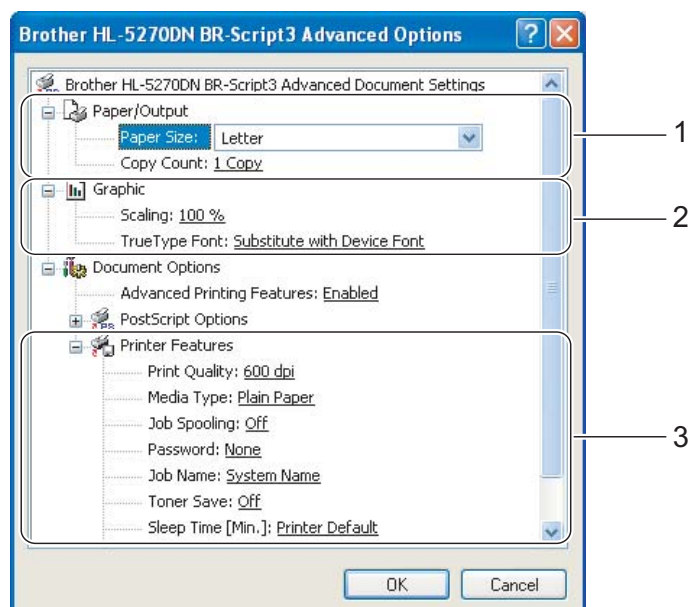 Brother HL-5270DN BR-Script3 Advanced Options
Brother HL-5270DN BR-Script3 Advanced Document Settings
Paper/Output
Paper Size: Letter
Copy Count: 1 Copy
1
Graphic
Scaling: 100 %
TrueType Font: Substitute with Device Font
2
Document Options
Advanced Printing Features: Enabled
PostScript Options
Printer Features
Print Quality: 600 dpi
Media Type: Plain Paper
Job Spooling: Off
Password: None
Job Name: System Name
Toner Save: Off
Sleep Time [Min.]: Printer Default
3
OK
Cancel